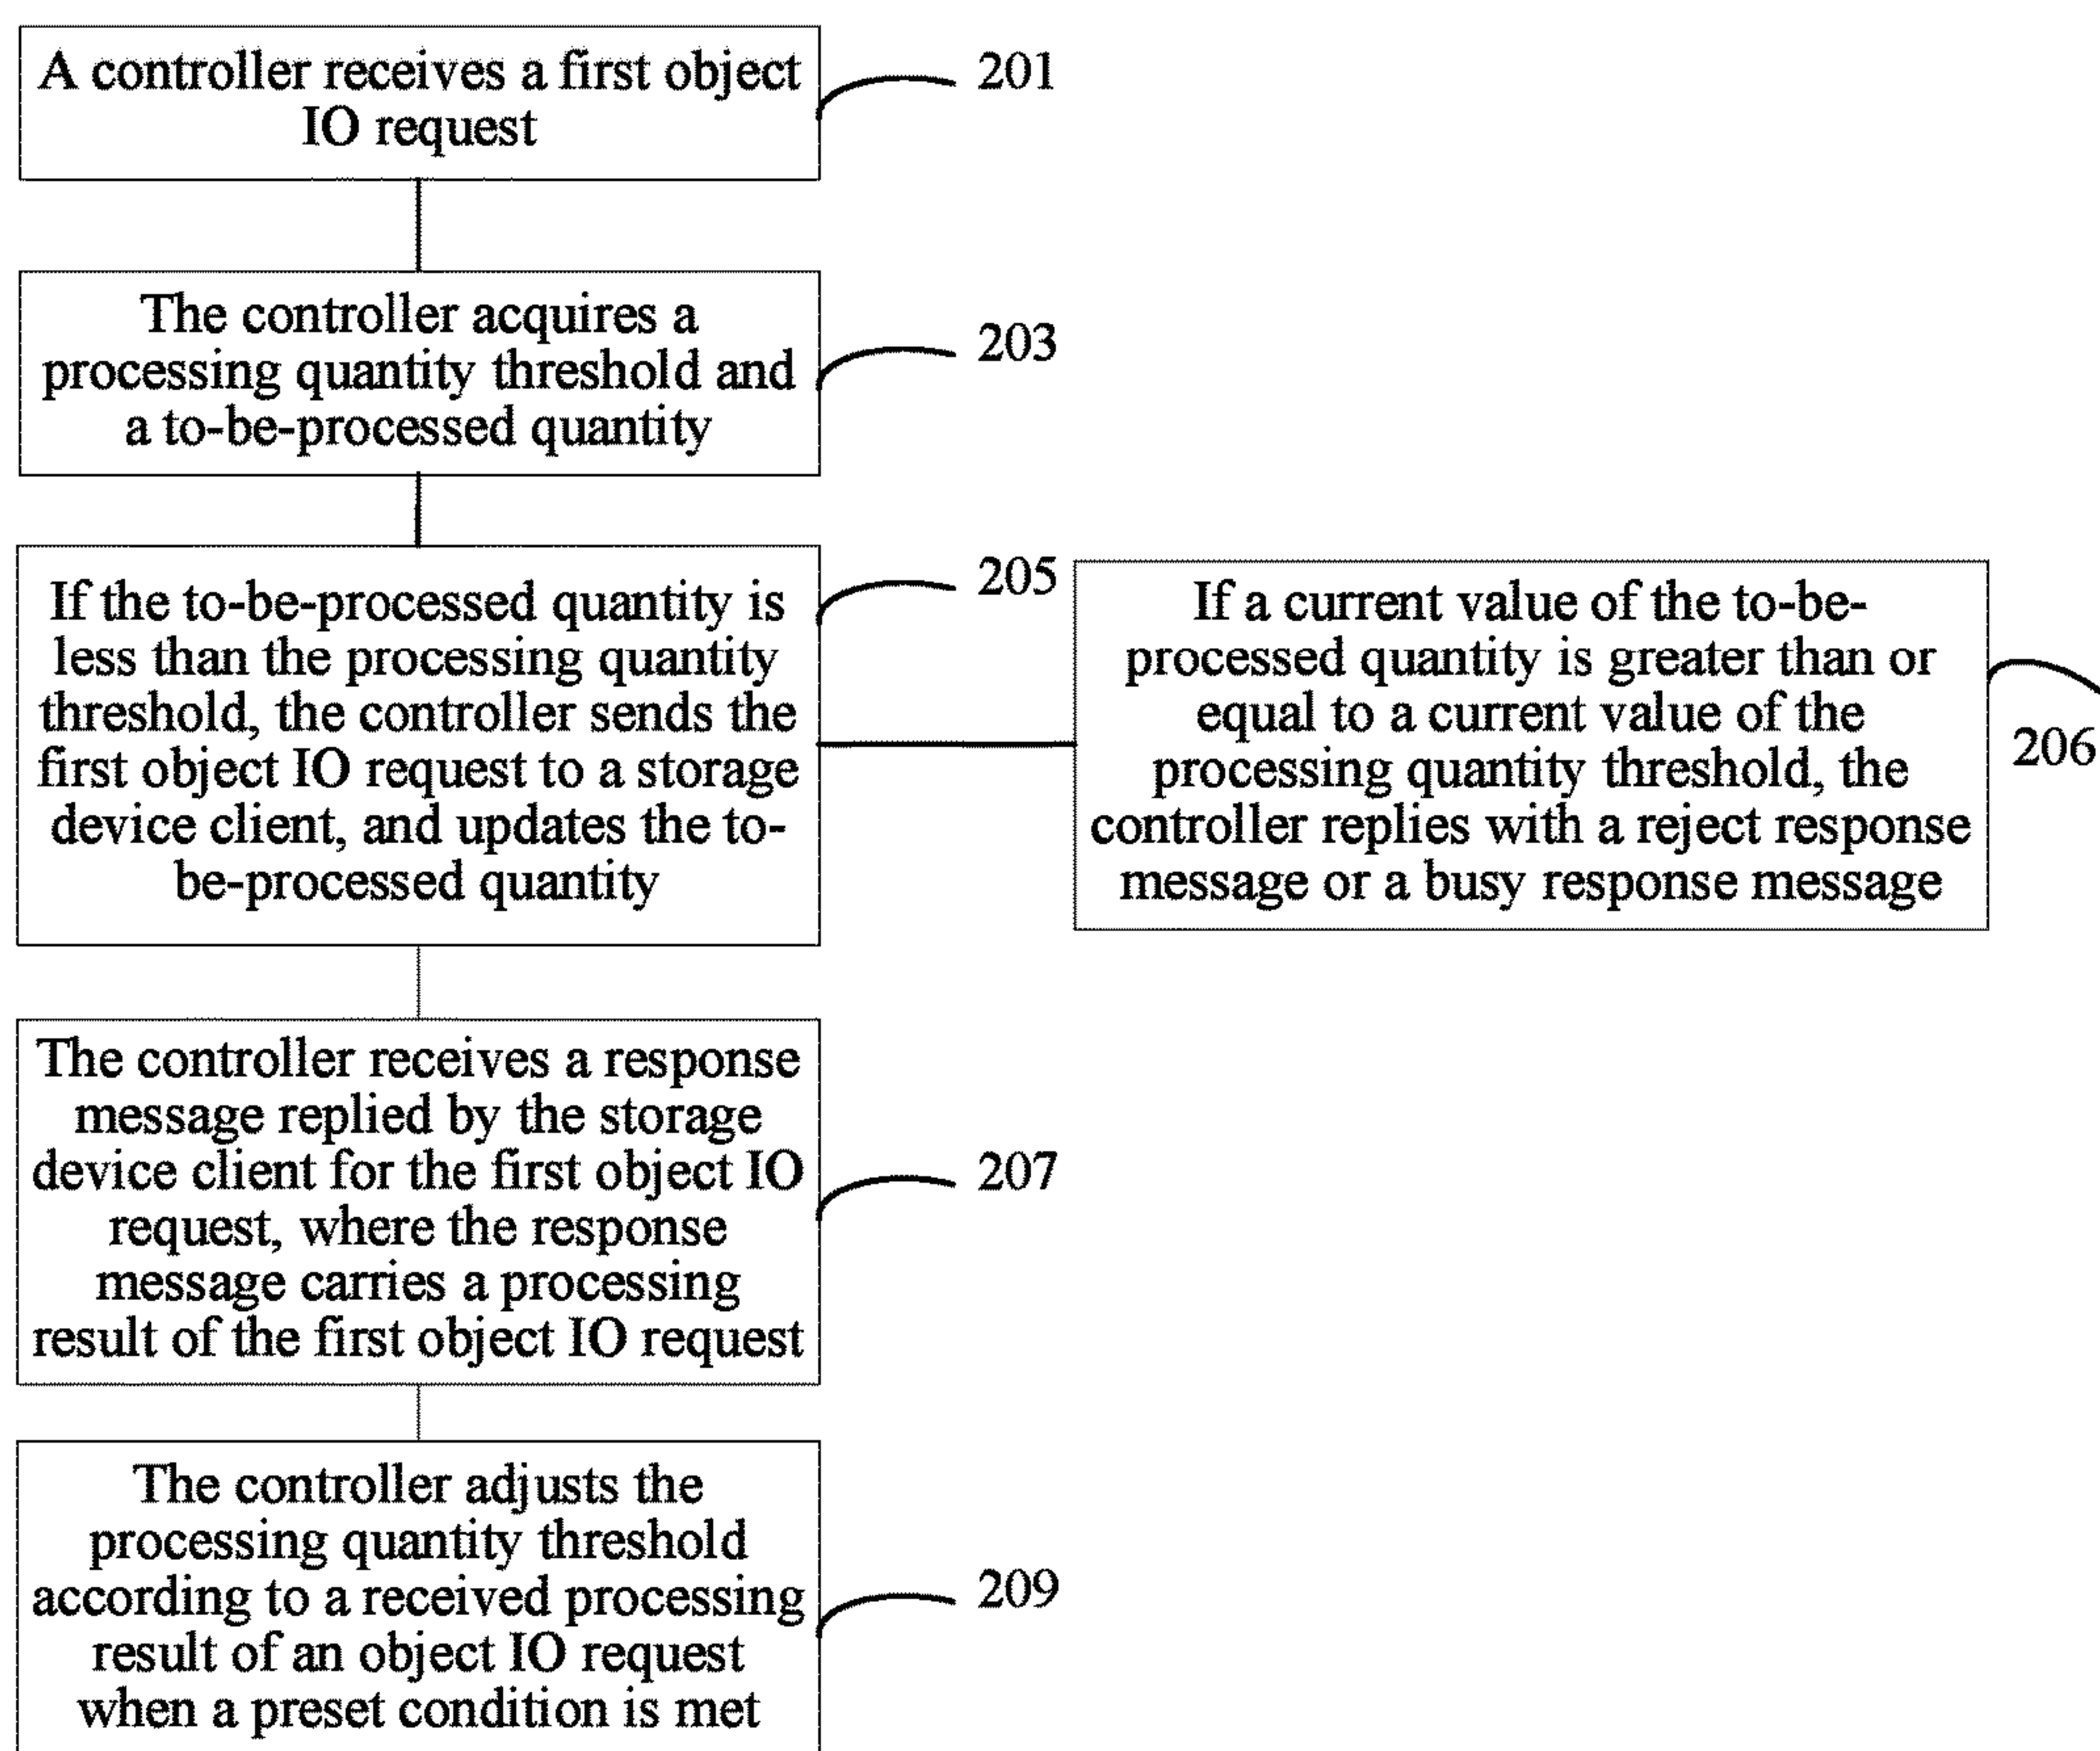 A controller receives a first object
IO request
201
The controller acquires a
processing quantity threshold and
a to-be-processed quantity
203
If the to-be-processed quantity is
less than the processing quantity
threshold, the controller sends the
first object IO request to a storage
device client, and updates the to-
be-processed quantity
205
If a current value of the to-be-
processed quantity is greater than or
equal to a current value of the
processing quantity threshold, the
controller replies with a reject response
message or a busy response message
206
The controller receives a response
message replied by the storage
device client for the first object IO
request, where the response
message carries a processing
result of the first object IO request
207
The controller adjusts the
processing quantity threshold
according to a received processing
result of an object IO request
when a preset condition is met
209